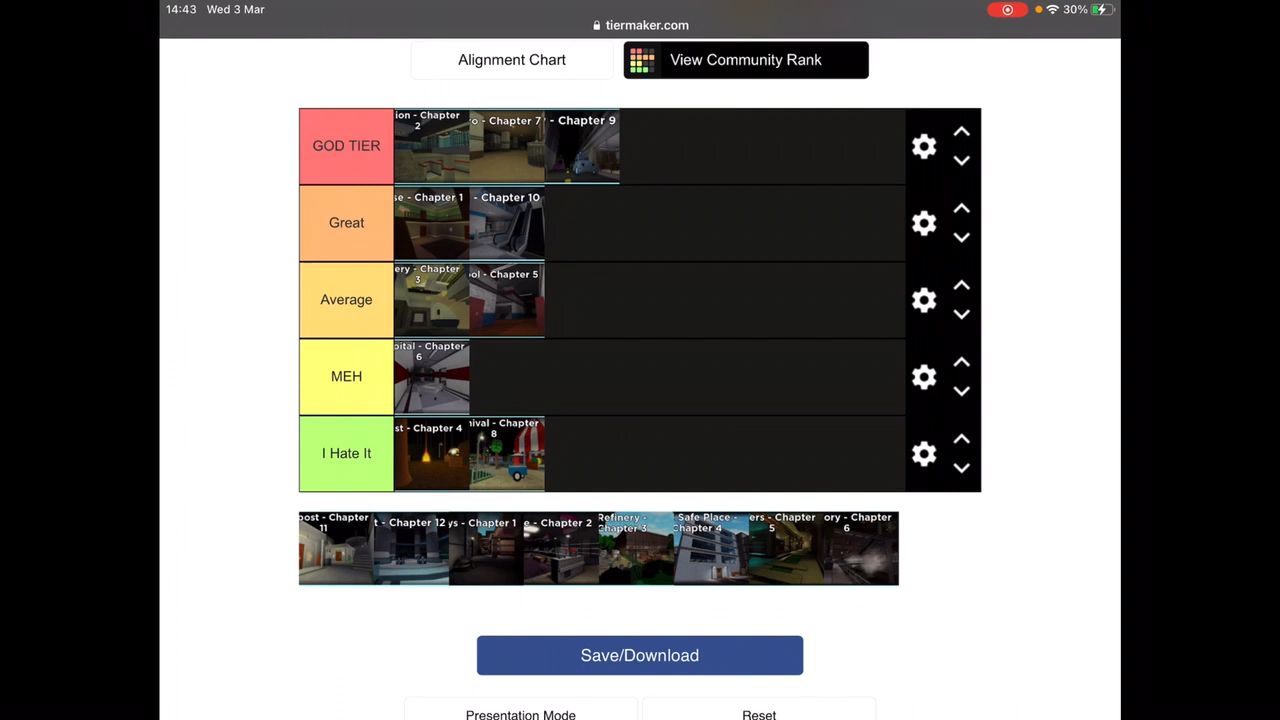 14:43 Wed 3 Mar
30%
tiermaker.com
Alignment Chart
View Community Rank
GOD TIER
ion - Chapter
2
o - Chapter 7
- Chapter 9
Great
se - Chapter 1
- Chapter 10
Average
ery - Chapter
3
ol - Chapter 5
MEH
pital - Chapter
6
I Hate It
st - Chapter 4
nival - Chapter
8
post - Chapter
11
t - Chapter 12
ys - Chapter 1
e - Chapter 2
Refinery -
Chapter 3
Safe Place -
Chapter 4
ers - Chapter
5
ory - Chapter
6
Save/Download
Presentation Mode
Reset